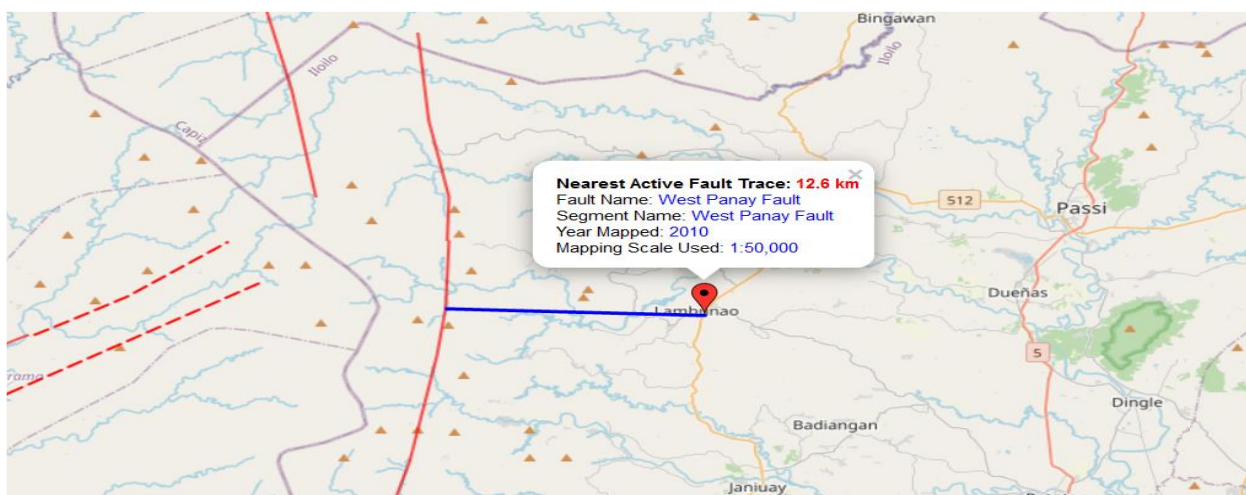 Bingawan
Iloilo
Iloilo
Capiz
Nearest Active Fault Trace: 12.6 km
Fault Name: West Panay Fault
Segment Name: West Panay Fault
Year Mapped: 2010
Mapping Scale Used: 1:50,000
×
512
Passi
Dueñas
Lambunao
5
Dingle
Badiangan
Janiuay